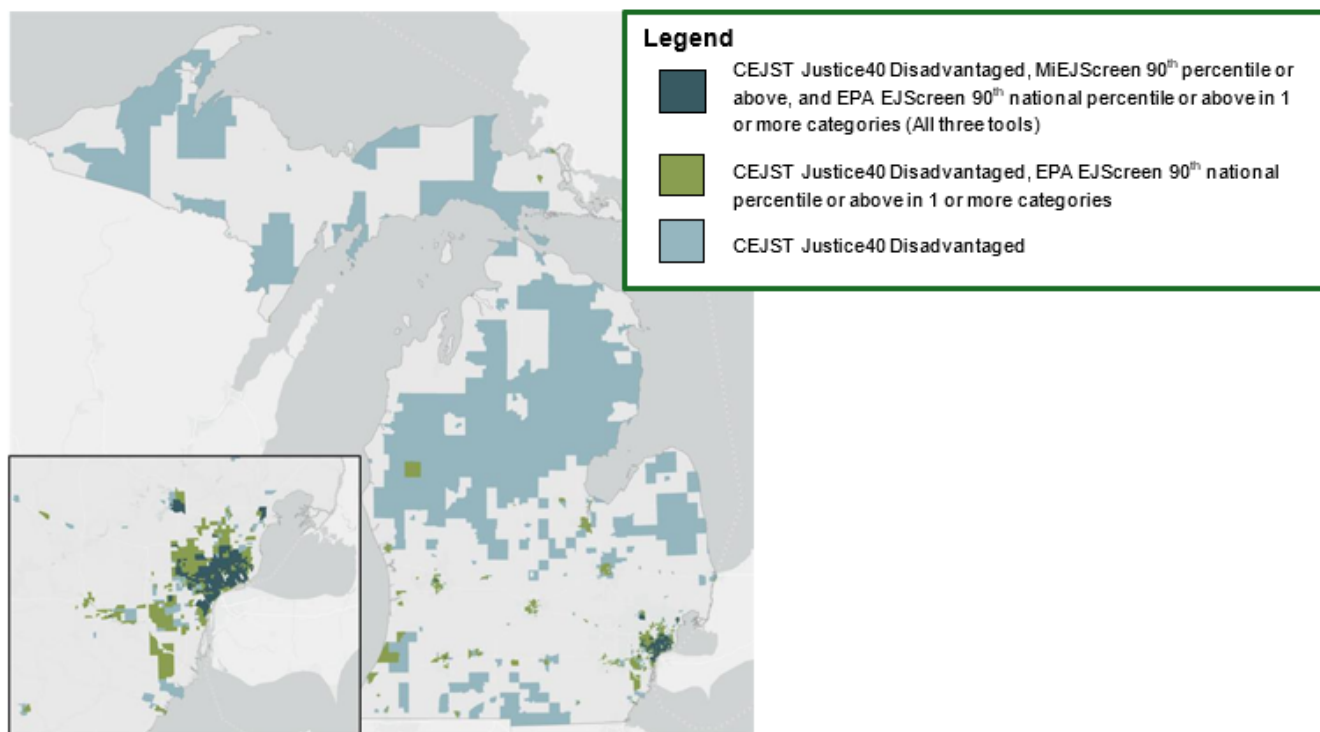 Legend
CEJST Justice40 Disadvantaged, MiEJScreen 90th percentile or
above, and EPA EJScreen 90th national percentile or above in 1
or more categories (All three tools)
CEJST Justice40 Disadvantaged, EPA EJScreen 90th national
percentile or above in 1 or more categories
CEJST Justice40 Disadvantaged